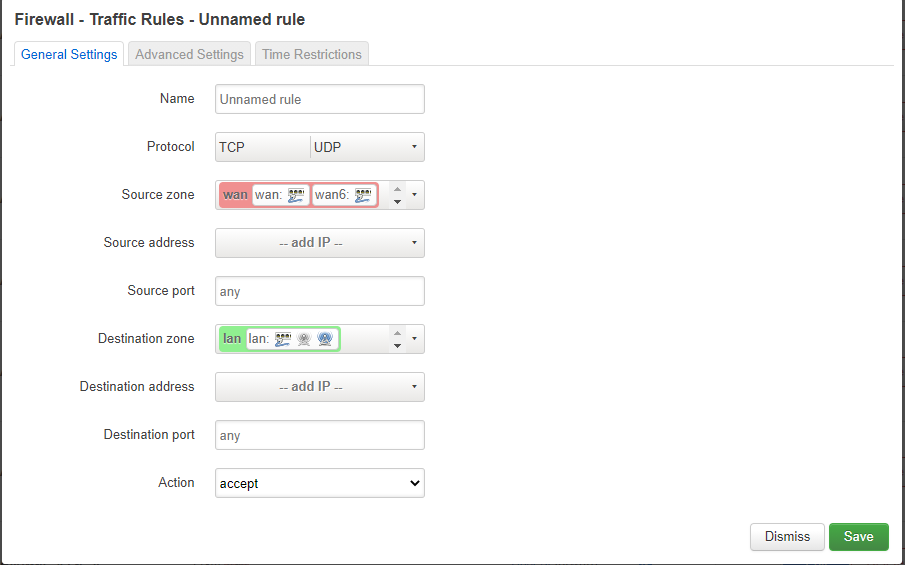 Firewall - Traffic Rules - Unnamed rule
General Settings Advanced Settings Time Restrictions
Name Unnamed rule
Protocol TCP UDP
Source zone wan wan: wan6:
Source address -- add IP --
Source port any
Destination zone lan lan:
Destination address -- add IP --
Destination port any
Action accept
Dismiss Save